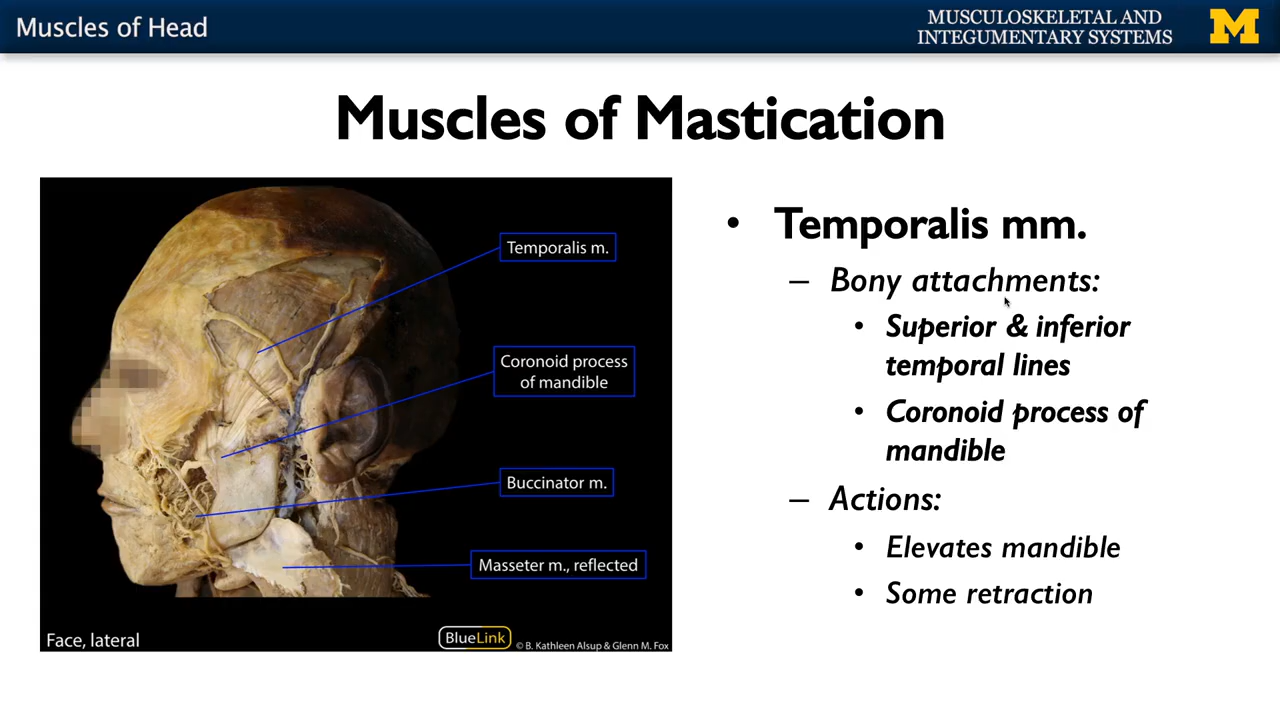 Muscles of Head
MUSCULOSKELETAL AND
INTEGUMENTARY SYSTEMS
M
Muscles of Mastication
Temporalis m.
Coronoid process
of mandible
Buccinator m.
Masseter m., reflected
Face, lateral
BlueLink
© B. Kathleen Alsup & Glenn M. Fox
• Temporalis mm.
– Bony attachments:
• Superior & inferior
temporal lines
• Coronoid process of
mandible
– Actions:
• Elevates mandible
• Some retraction